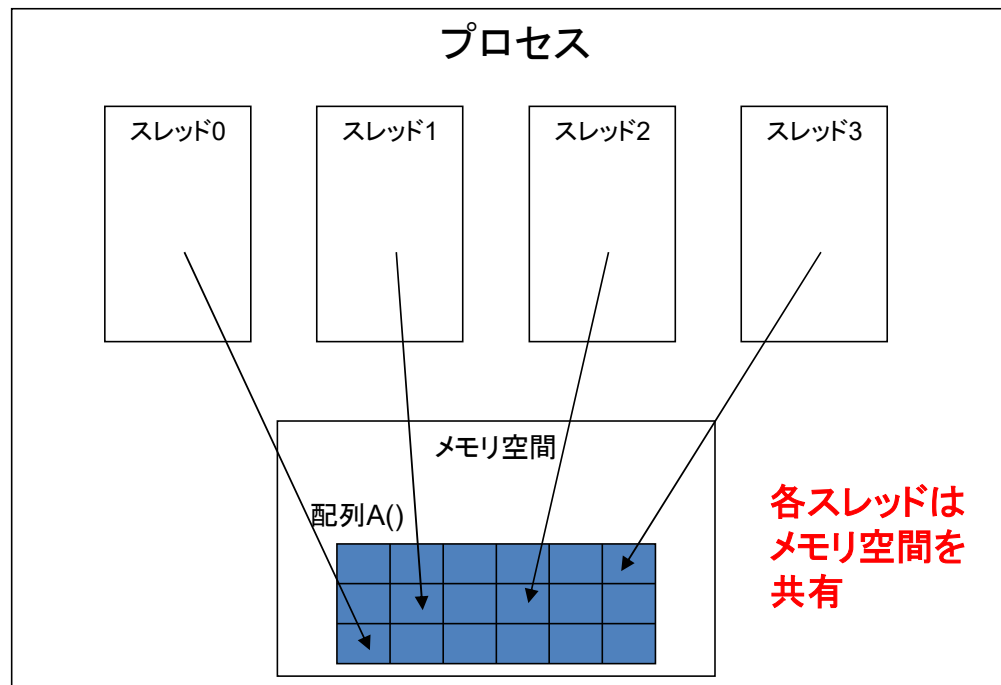 プロセス
スレッド0
スレッド1
スレッド2
スレッド3
メモリ空間
配列A()
各スレッドは
メモリ空間を
共有